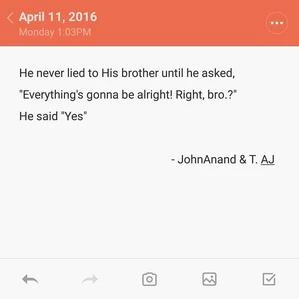 April 11, 2016
Monday 1:03PM
He never lied to His brother until he asked,
"Everything's gonna be alright! Right, bro.?"
He said "Yes"
- JohnAnand & T. AJ